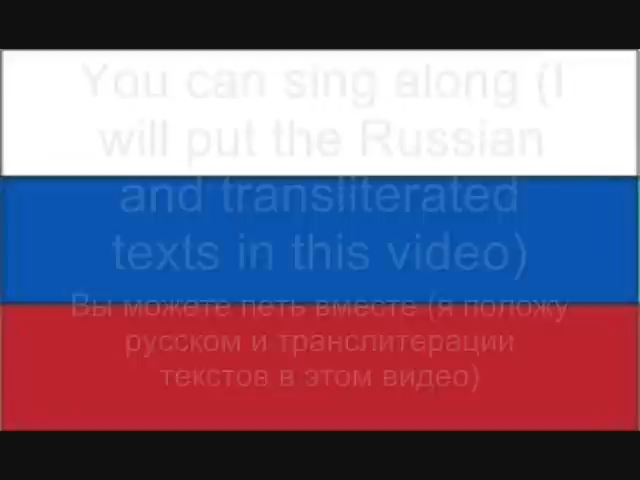 You can sing along (I
will put the Russian
and transliterated
texts in this video)
Вы можете петь вместе (я положу
русском и транслитерации
текстов в этом видео)